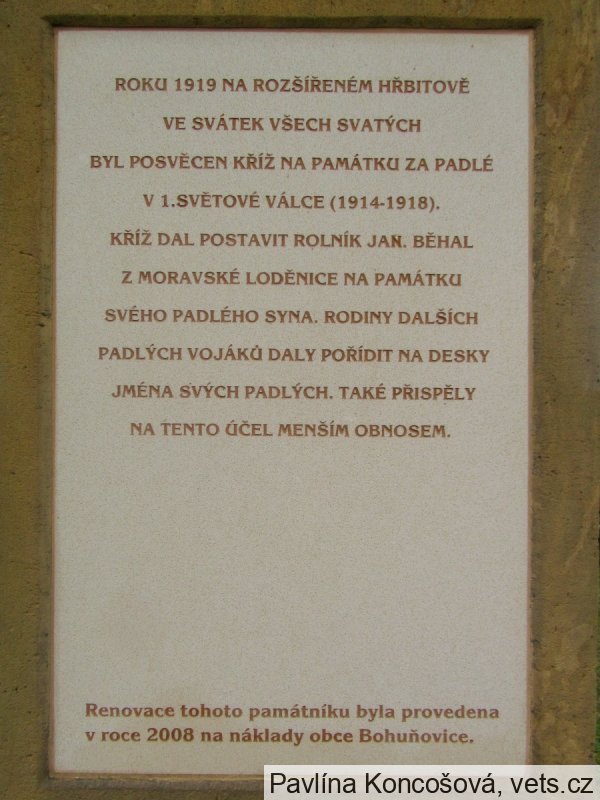 ROKU 1919 NA ROZŠÍŘENÉM HŘBITOVĚ
VE SVÁTEK VŠECH SVATÝCH
BYL POSVĚCEN KŘÍŽ NA PAMÁTKU ZA PADLÉ
V 1.SVĚTOVÉ VÁLCE (1914-1918).
KŘÍŽ DAL POSTAVIT ROLNÍK JAN. BĚHAL
Z MORAVSKÉ LODĚNICE NA PAMÁTKU
SVÉHO PADLÉHO SYNA. RODINY DALŠÍCH
PADLÝCH VOJÁKŮ DALY POŘÍDIT NA DESKY
JMÉNA SVÝCH PADLÝCH. TAKÉ PŘISPĚLY
NA TENTO ÚČEL MENŠÍM OBNOSEM.
Renovace tohoto památníku byla provedena
v roce 2008 na náklady obce Bohuňovice.
Pavlína Koncošová, vets.cz